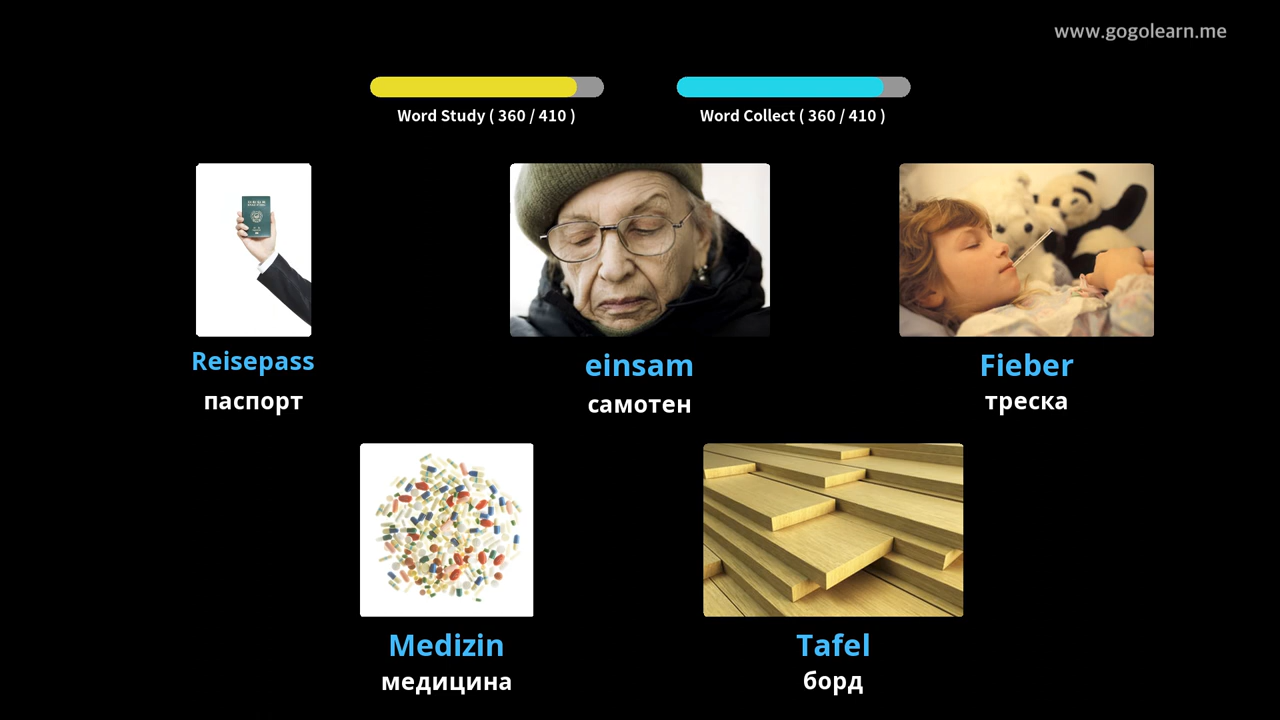 www.gogolearn.me
Word Study ( 360 / 410 )
Word Collect ( 360 / 410 )
Reisepass
паспорт
einsam
самотен
Fieber
треска
Medizin
медицина
Tafel
борд